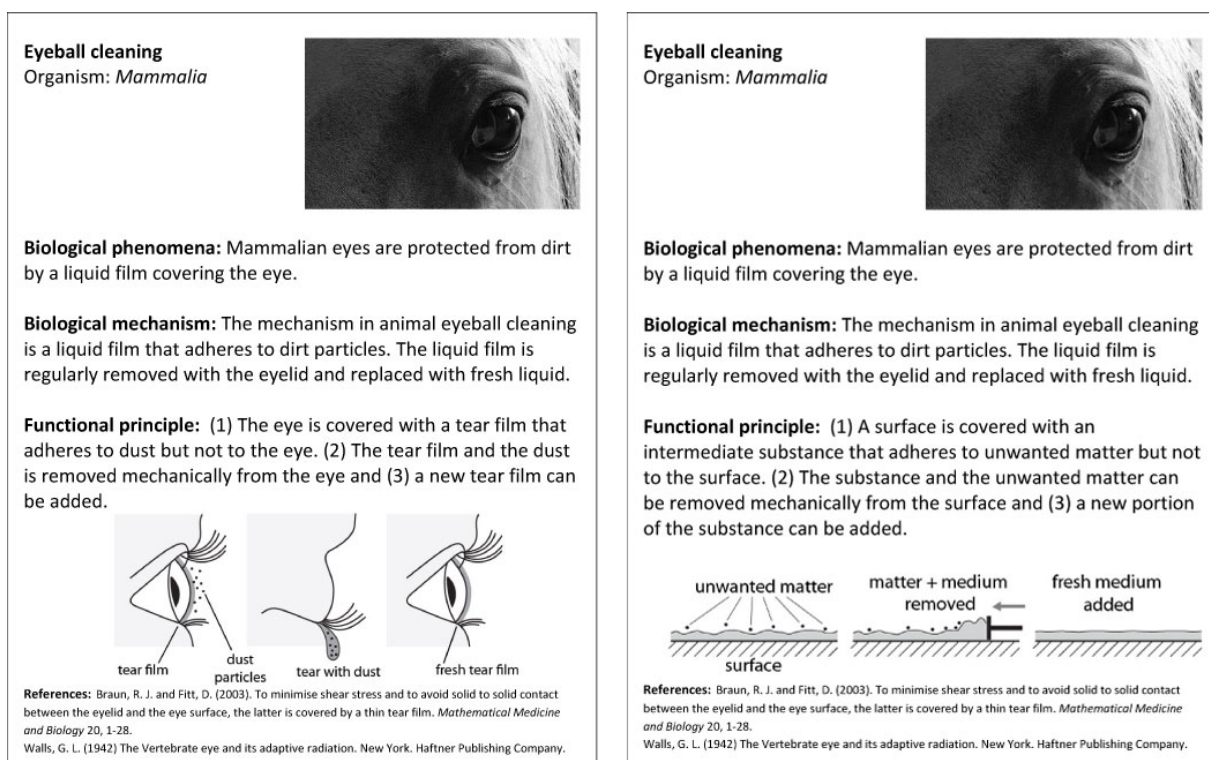 Eyeball cleaning
Organism: Mammalia
Biological phenomena: Mammalian eyes are protected from dirt
by a liquid film covering the eye.
Biological mechanism: The mechanism in animal eyeball cleaning
is a liquid film that adheres to dirt particles. The liquid film is
regularly removed with the eyelid and replaced with fresh liquid.
Functional principle: (1) The eye is covered with a tear film that
adheres to dust but not to the eye. (2) The tear film and the dust
is removed mechanically from the eye and (3) a new tear film can
be added.
tear film
dust
particles
tear with dust
fresh tear film
References: Braun, R. J. and Fitt, D. (2003). To minimise shear stress and to avoid solid to solid contact
between the eyelid and the eye surface, the latter is covered by a thin tear film. Mathematical Medicine
and Biology 20, 1-28.
Walls, G. L. (1942) The Vertebrate eye and its adaptive radiation. New York. Haftner Publishing Company.
Eyeball cleaning
Organism: Mammalia
Biological phenomena: Mammalian eyes are protected from dirt
by a liquid film covering the eye.
Biological mechanism: The mechanism in animal eyeball cleaning
is a liquid film that adheres to dirt particles. The liquid film is
regularly removed with the eyelid and replaced with fresh liquid.
Functional principle: (1) A surface is covered with an
intermediate substance that adheres to unwanted matter but not
to the surface. (2) The substance and the unwanted matter can
be removed mechanically from the surface and (3) a new portion
of the substance can be added.
unwanted matter
surface
matter + medium
removed
fresh medium
added
References: Braun, R. J. and Fitt, D. (2003). To minimise shear stress and to avoid solid to solid contact
between the eyelid and the eye surface, the latter is covered by a thin tear film. Mathematical Medicine
and Biology 20, 1-28.
Walls, G. L. (1942) The Vertebrate eye and its adaptive radiation. New York. Haftner Publishing Company.